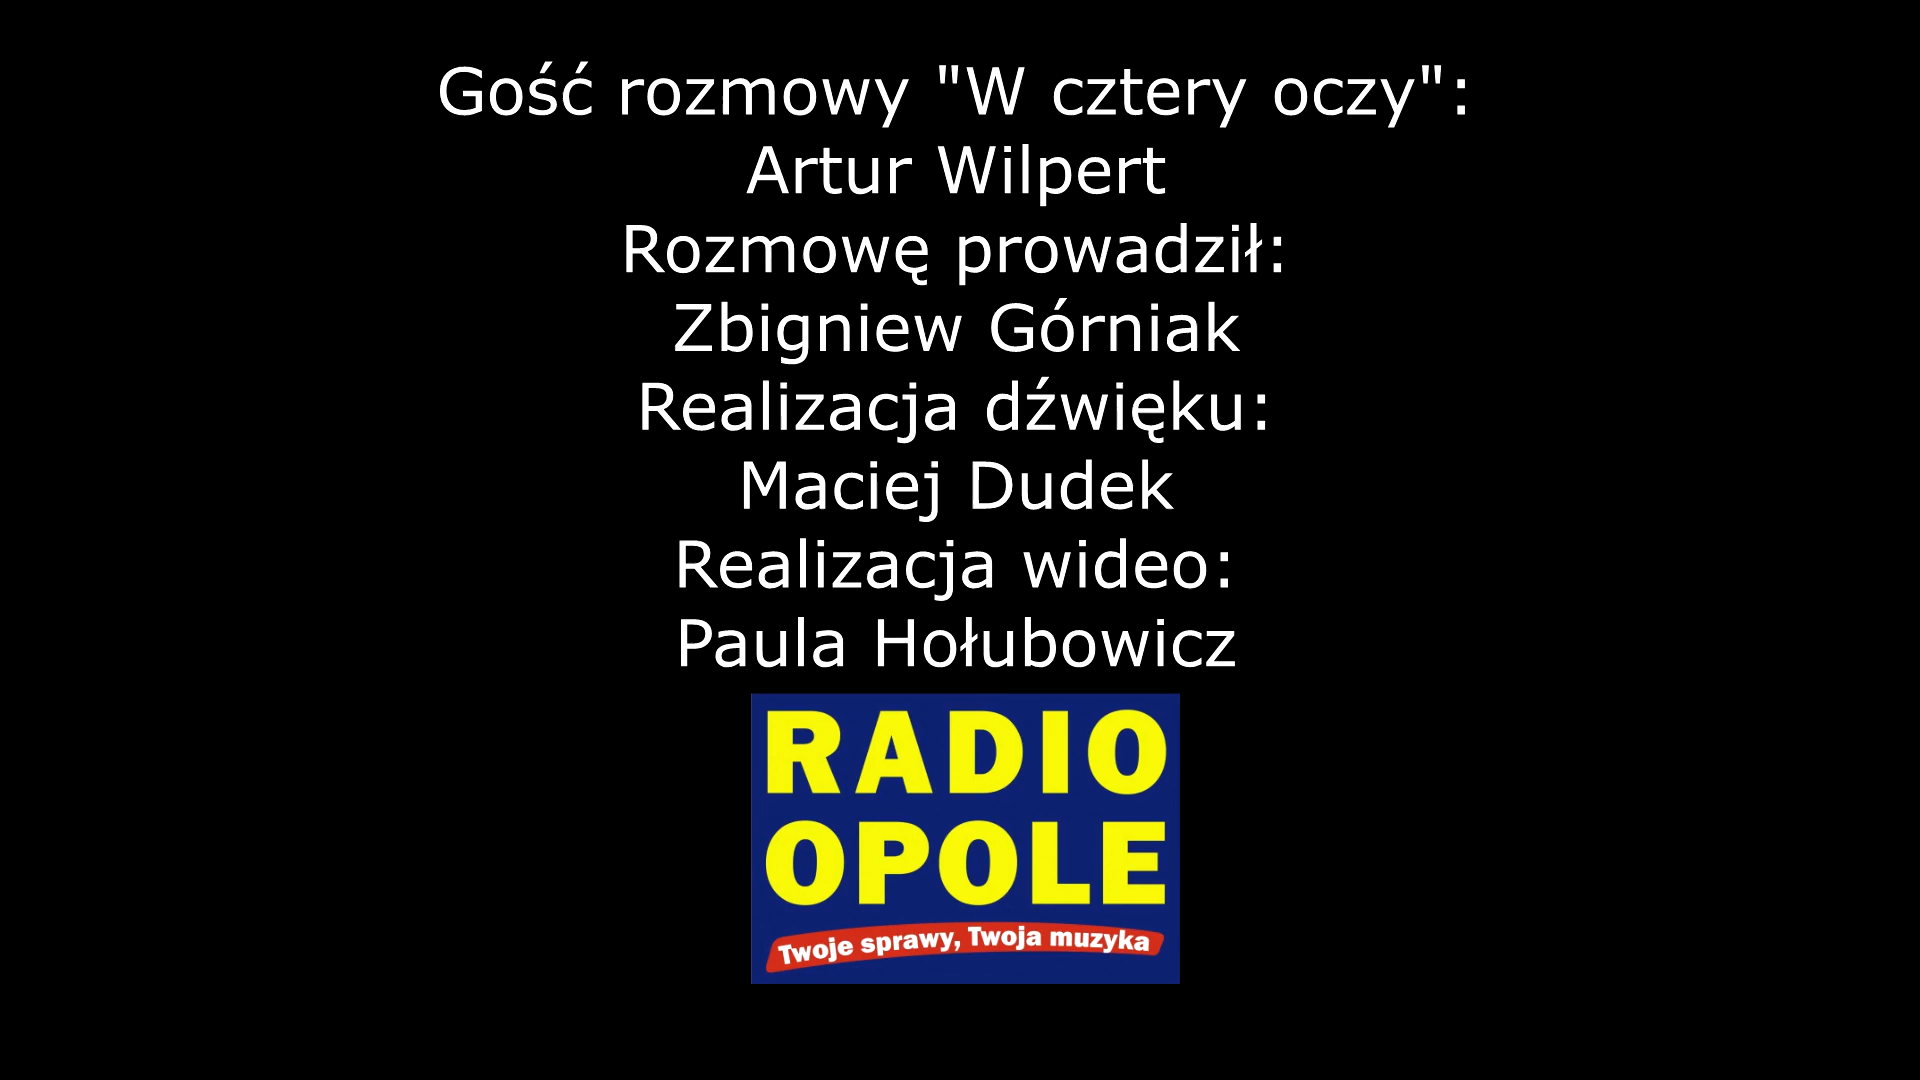 Gość rozmowy "W cztery oczy":
Artur Wilpert
Rozmowę prowadził:
Zbigniew Górniak
Realizacja dźwięku:
Maciej Dudek
Realizacja wideo:
Paula Hołubowicz
RADIO
OPOLE
Twoje sprawy, Twoja muzyka